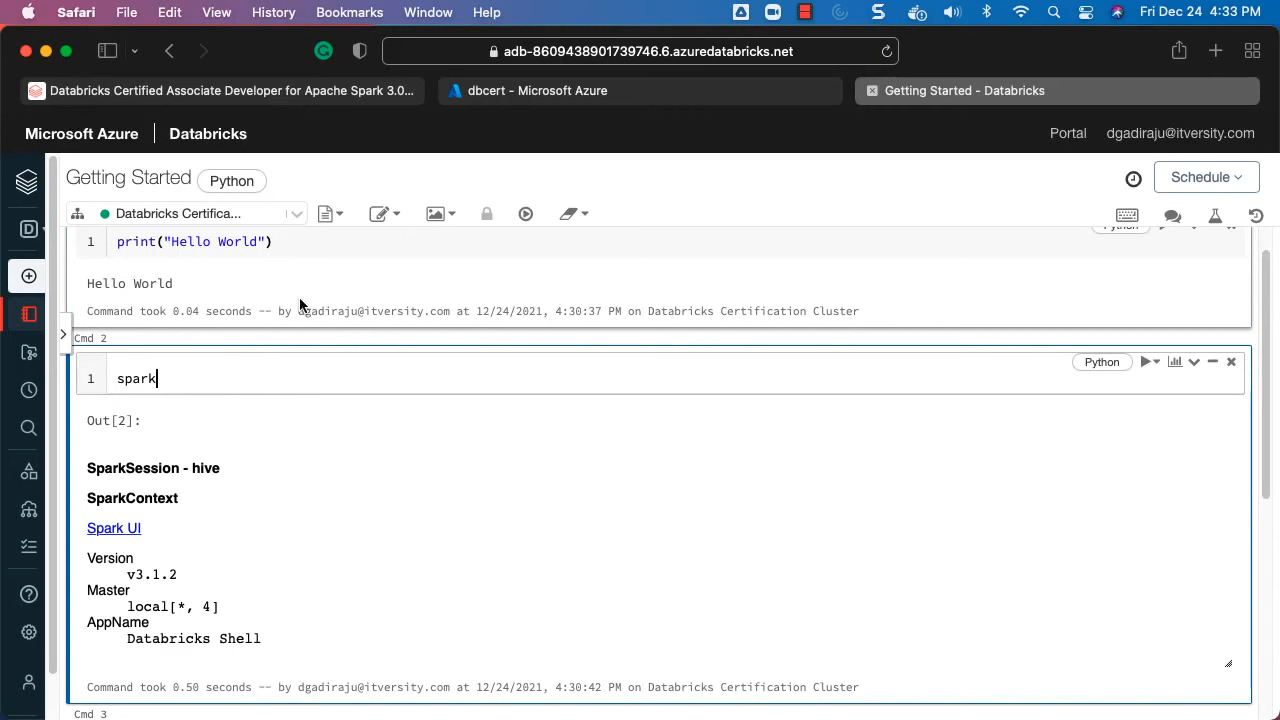 Safari File Edit View History Bookmarks Window Help Fri Dec 24 4:33 PM
adb-8609438901739746.6.azuredatabricks.net
Databricks Certified Associate Developer for Apache Spark 3.0... dbcert - Microsoft Azure Getting Started - Databricks
Microsoft Azure Databricks Portal dgadiraju@itversity.com
Getting Started Python Schedule
Databricks Certifica...
1 print("Hello World")
Python
Hello World
Command took 0.04 seconds -- by dgadiraju@itversity.com at 12/24/2021, 4:30:37 PM on Databricks Certification Cluster
Cmd 2
Python
1 spark
Out[2]:
SparkSession - hive
SparkContext
Spark UI
Version
v3.1.2
Master
local[*, 4]
AppName
Databricks Shell
Command took 0.50 seconds -- by dgadiraju@itversity.com at 12/24/2021, 4:30:42 PM on Databricks Certification Cluster
Cmd 3